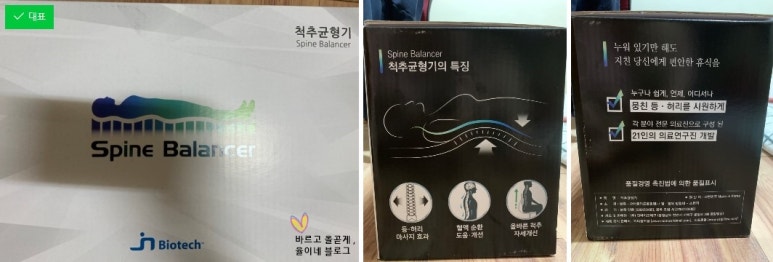 대표
척추균형기
Spine Balancer
Spine Balancer
jn Biotech
바르고 올곧게,
윰이네 블로그
Spine Balancer
척추균형기의 특징
등·허리
마사지 효과
혈액 순환
도움·개선
올바른 척추
자세개선
누워 있기만 해도
지친 당신에게 편안한 휴식을
누구나 쉽게, 언제, 어디서나
뭉친 등·허리를 시원하게
각 분야 전문 의료진으로 구성 된
21인의 의료연구진 개발
품질경영 촉진법에 의한 품질표시